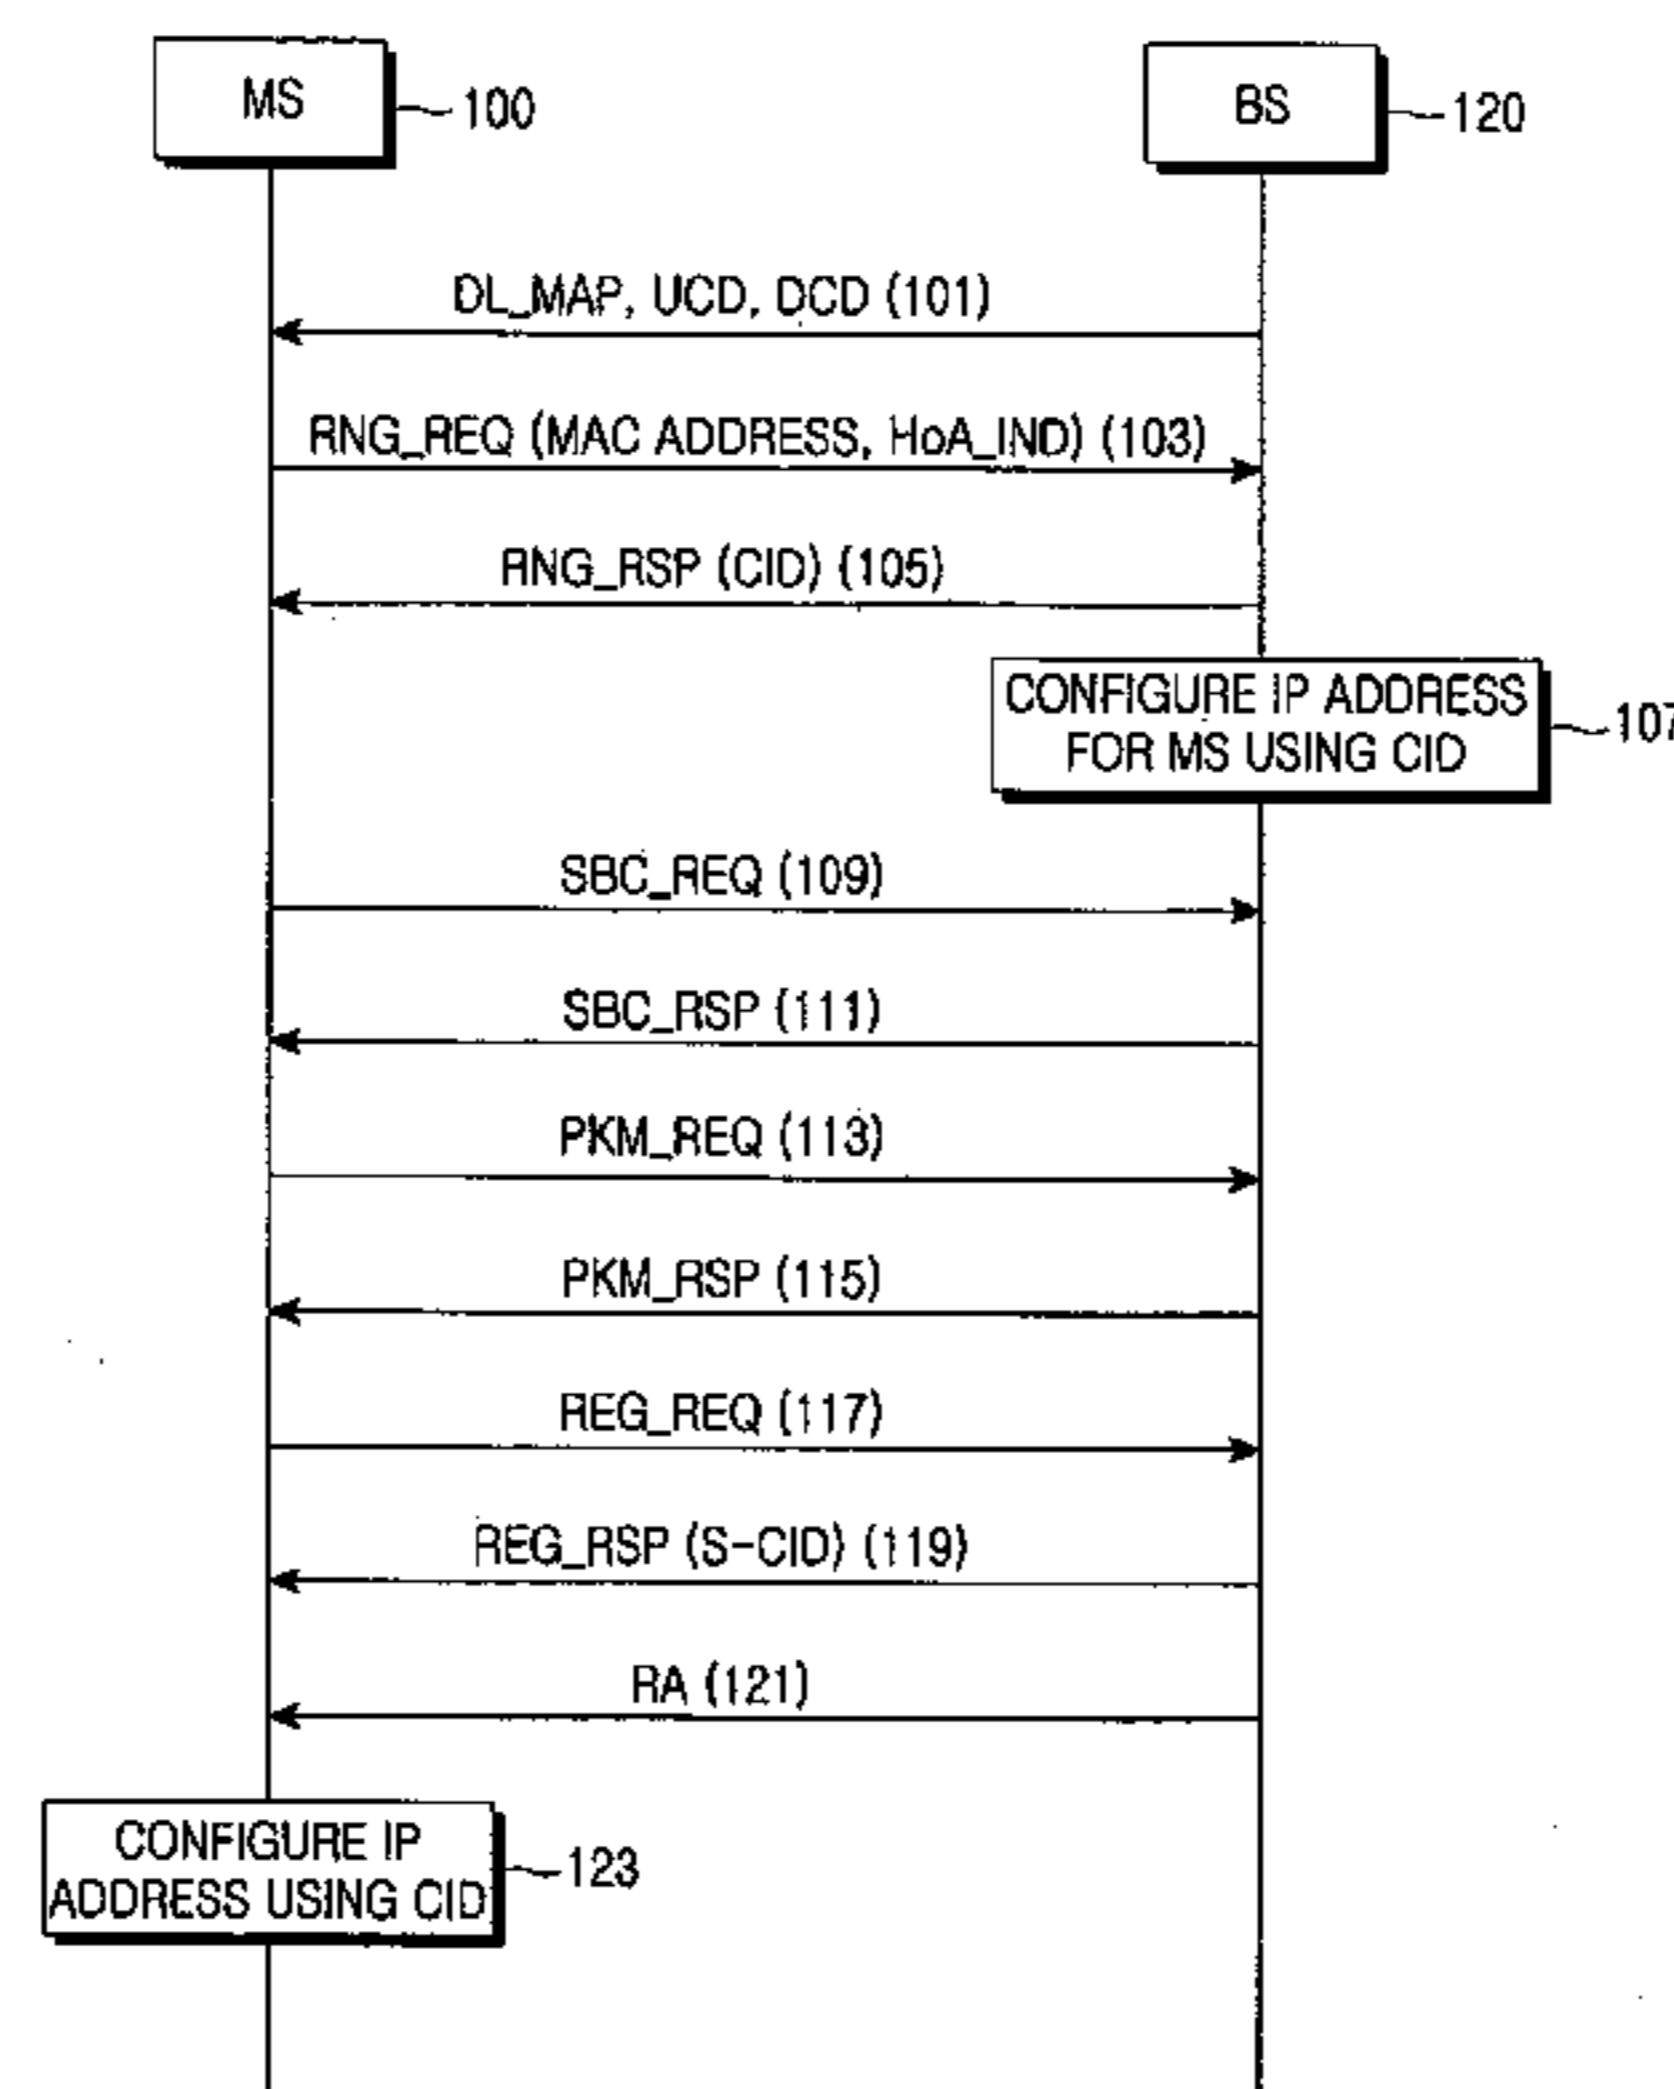 MS
100
BS
120
DL_MAP, UCD, DCD (101)
RNG_REQ (MAC ADDRESS, HoA_IND) (103)
RNG_RSP (CID) (105)
CONFIGURE IP ADDRESS
FOR MS USING CID
107
SBC_REQ (109)
SBC_RSP (111)
PKM_REQ (113)
PKM_RSP (115)
REG_REQ (117)
REG_RSP (S-CID) (119)
RA (121)
CONFIGURE IP
ADDRESS USING CID
123